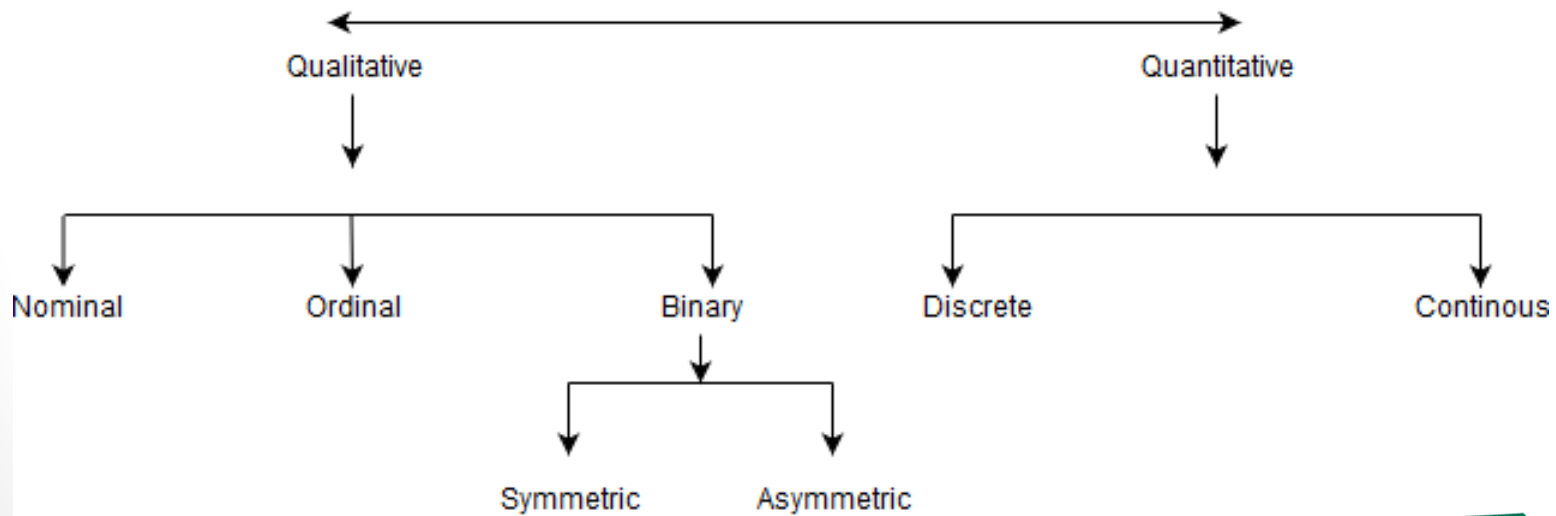 Qualitative Quantitative
Nominal Ordinal Binary Discrete Continous
Symmetric Asymmetric